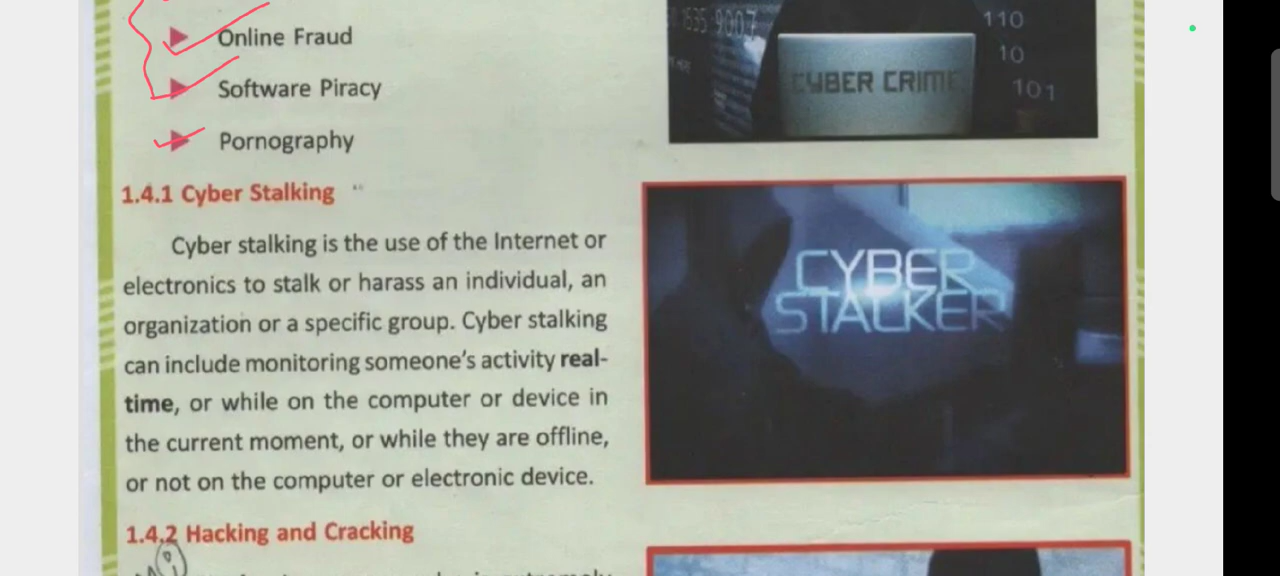 Online Fraud
Software Piracy
Pornography
9007
110
10
101
CYBER CRIME
1.4.1 Cyber Stalking
Cyber stalking is the use of the Internet or
electronics to stalk or harass an individual, an
organization or a specific group. Cyber stalking
can include monitoring someone's activity real-
time, or while on the computer or device in
the current moment, or while they are offline,
or not on the computer or electronic device.
CYBER
STALKER
1.4.2 Hacking and Cracking